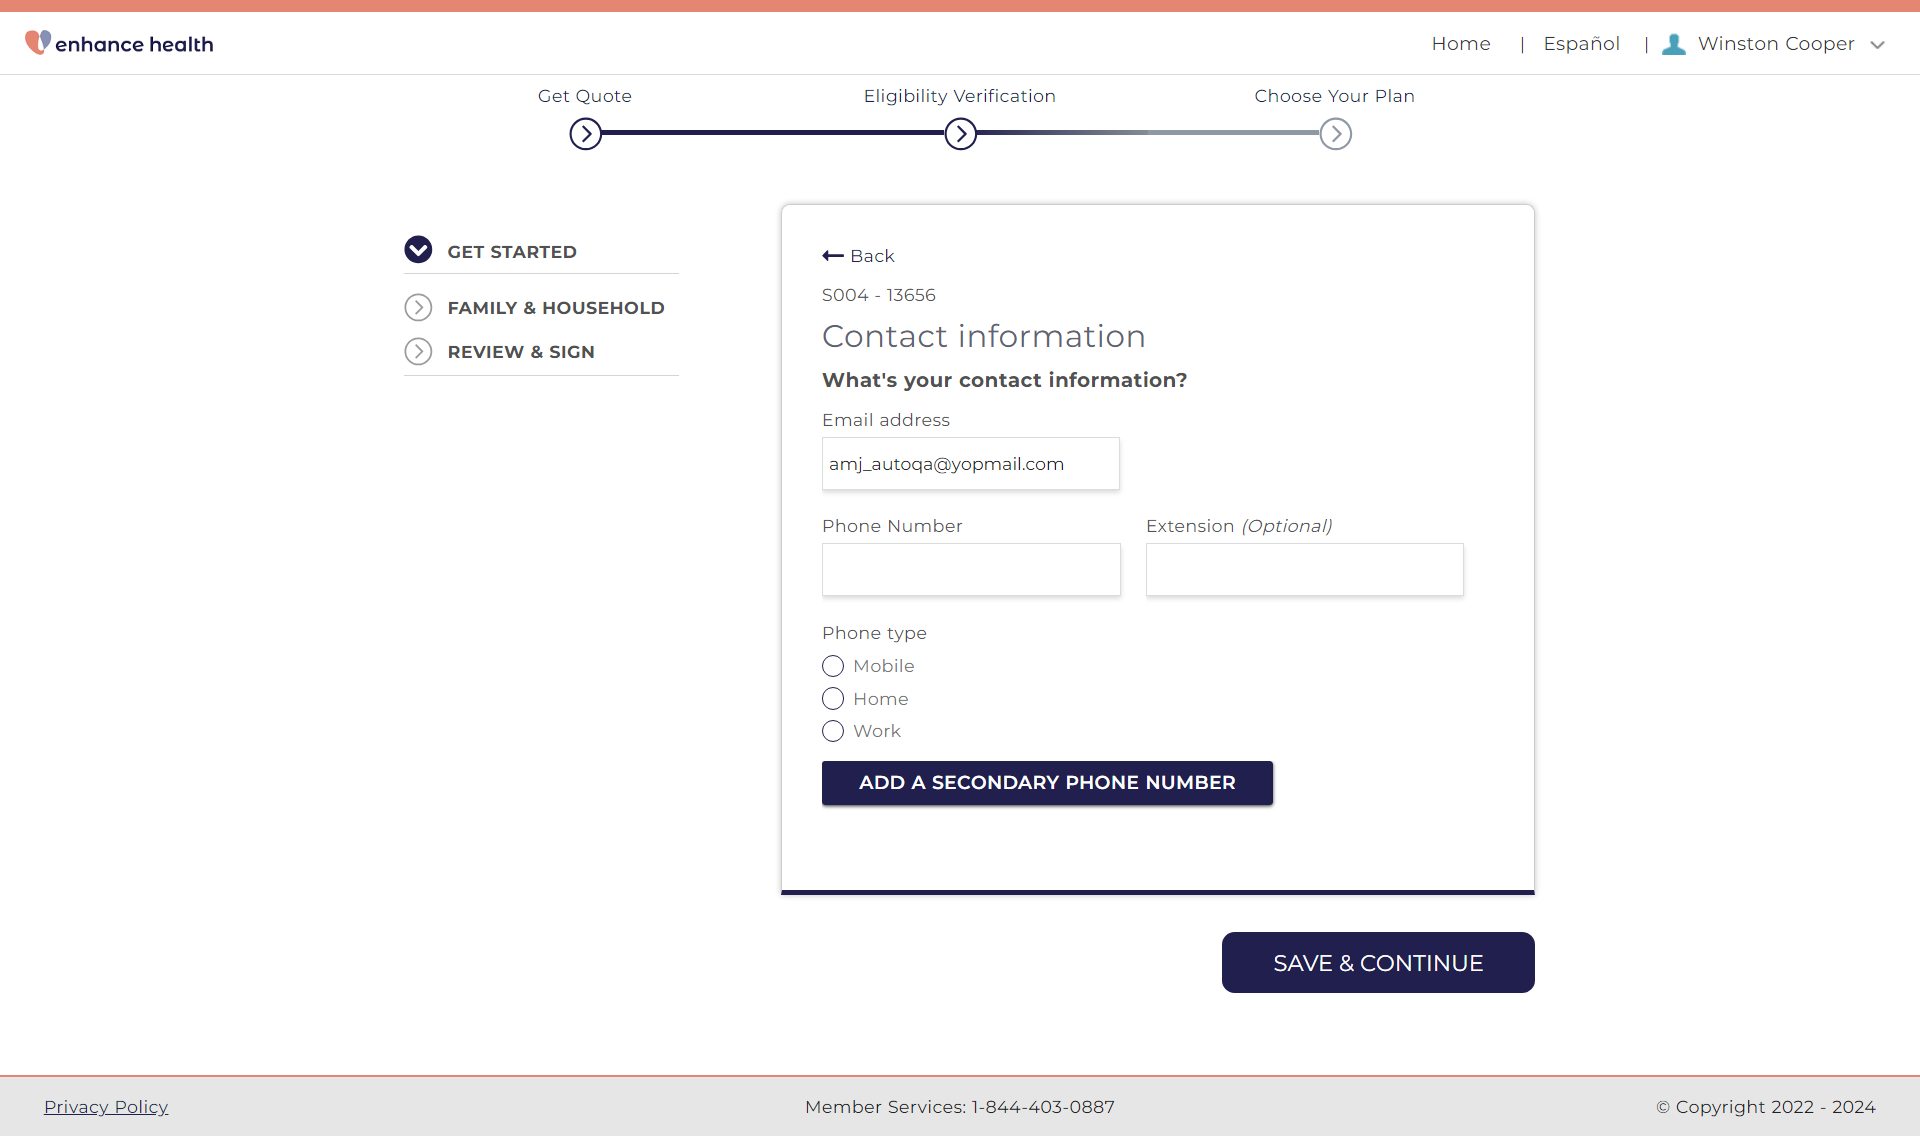 enhance health
Home | Español | Winston Cooper
Get Quote
Eligibility Verification
Choose Your Plan
GET STARTED
FAMILY & HOUSEHOLD
REVIEW & SIGN
Back
S004 - 13656
Contact information
What's your contact information?
Email address
amj_autoqa@yopmail.com
Phone Number
Extension (Optional)
Phone type
Mobile
Home
Work
ADD A SECONDARY PHONE NUMBER
SAVE & CONTINUE
Privacy Policy
Member Services: 1-844-403-0887
© Copyright 2022 - 2024